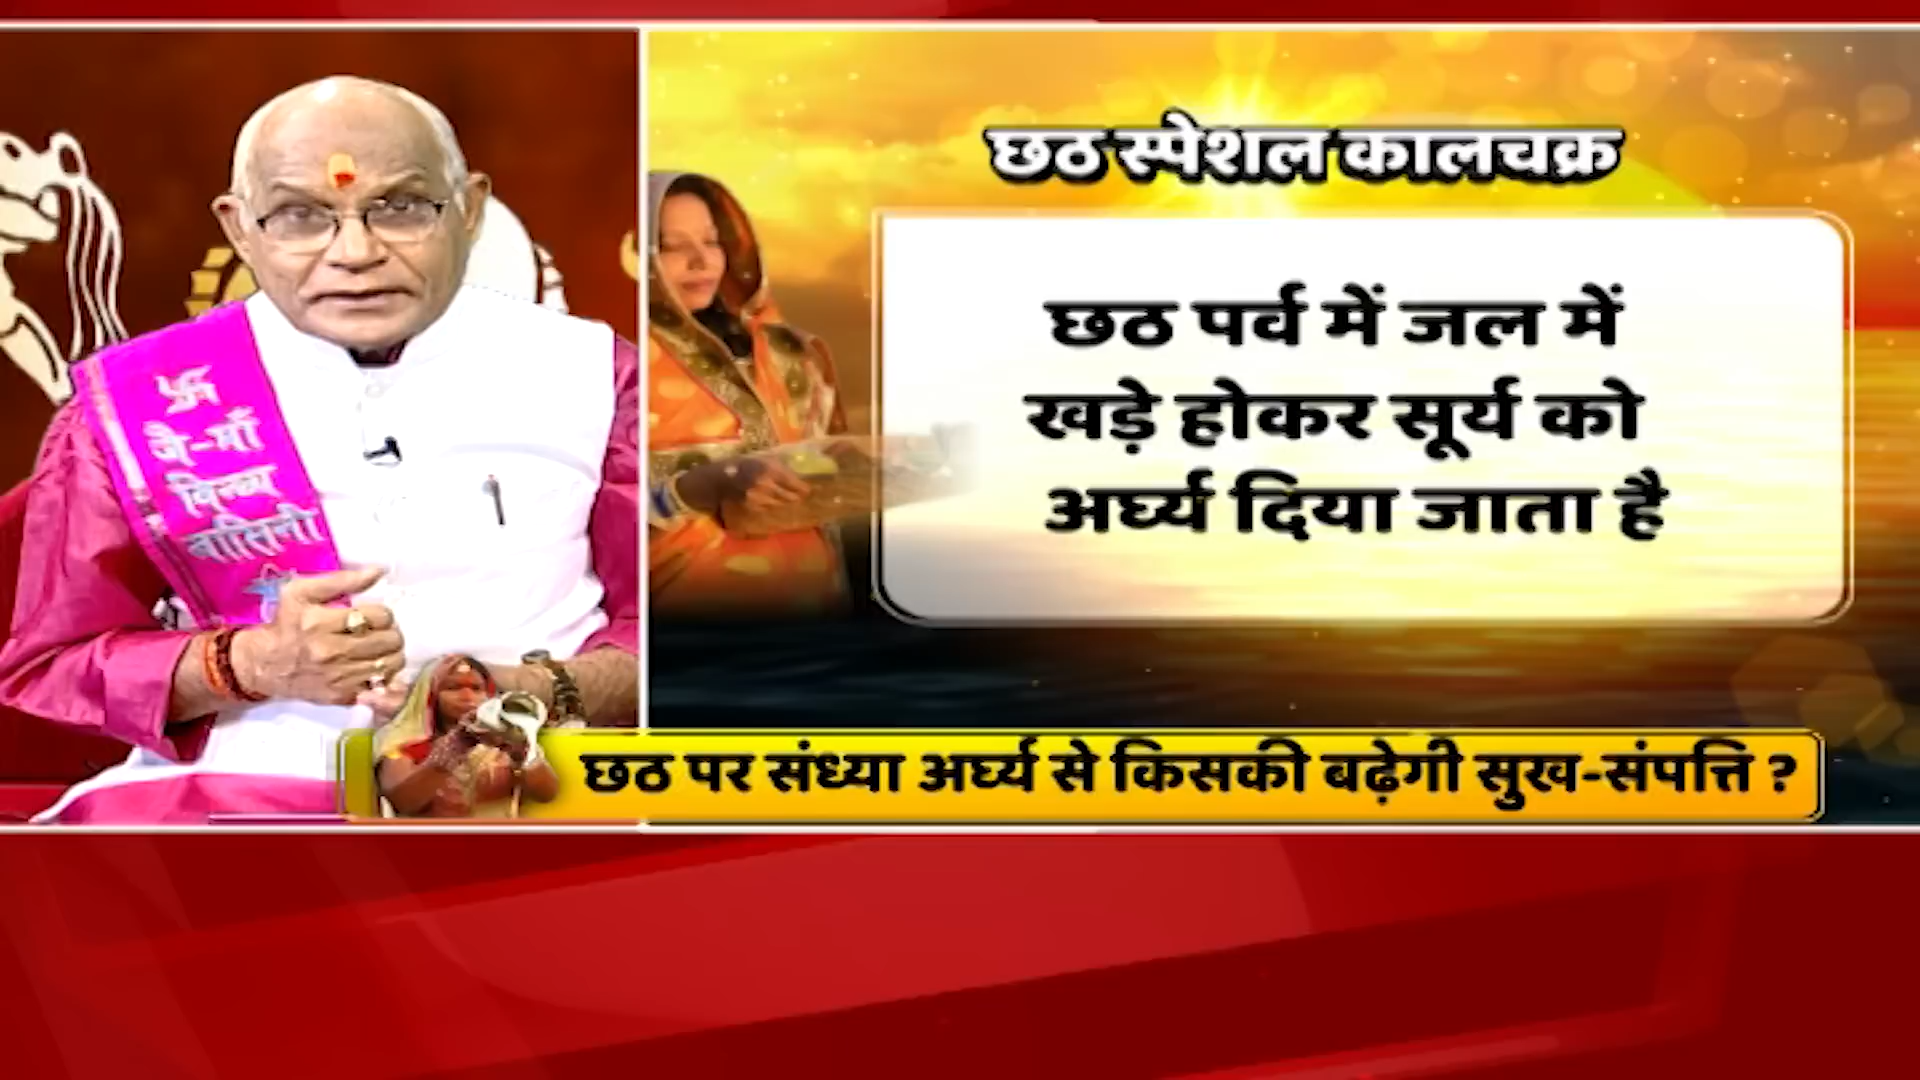 छठ स्पेशल कालचक्र
छठ पर्व में जल में
खड़े होकर सूर्य को
अर्घ्य दिया जाता है
जै-माँ
विन्ध्य
वासिनी
छठ पर संध्या अर्घ्य से किसकी बढ़ेगी सुख-संपत्ति ?